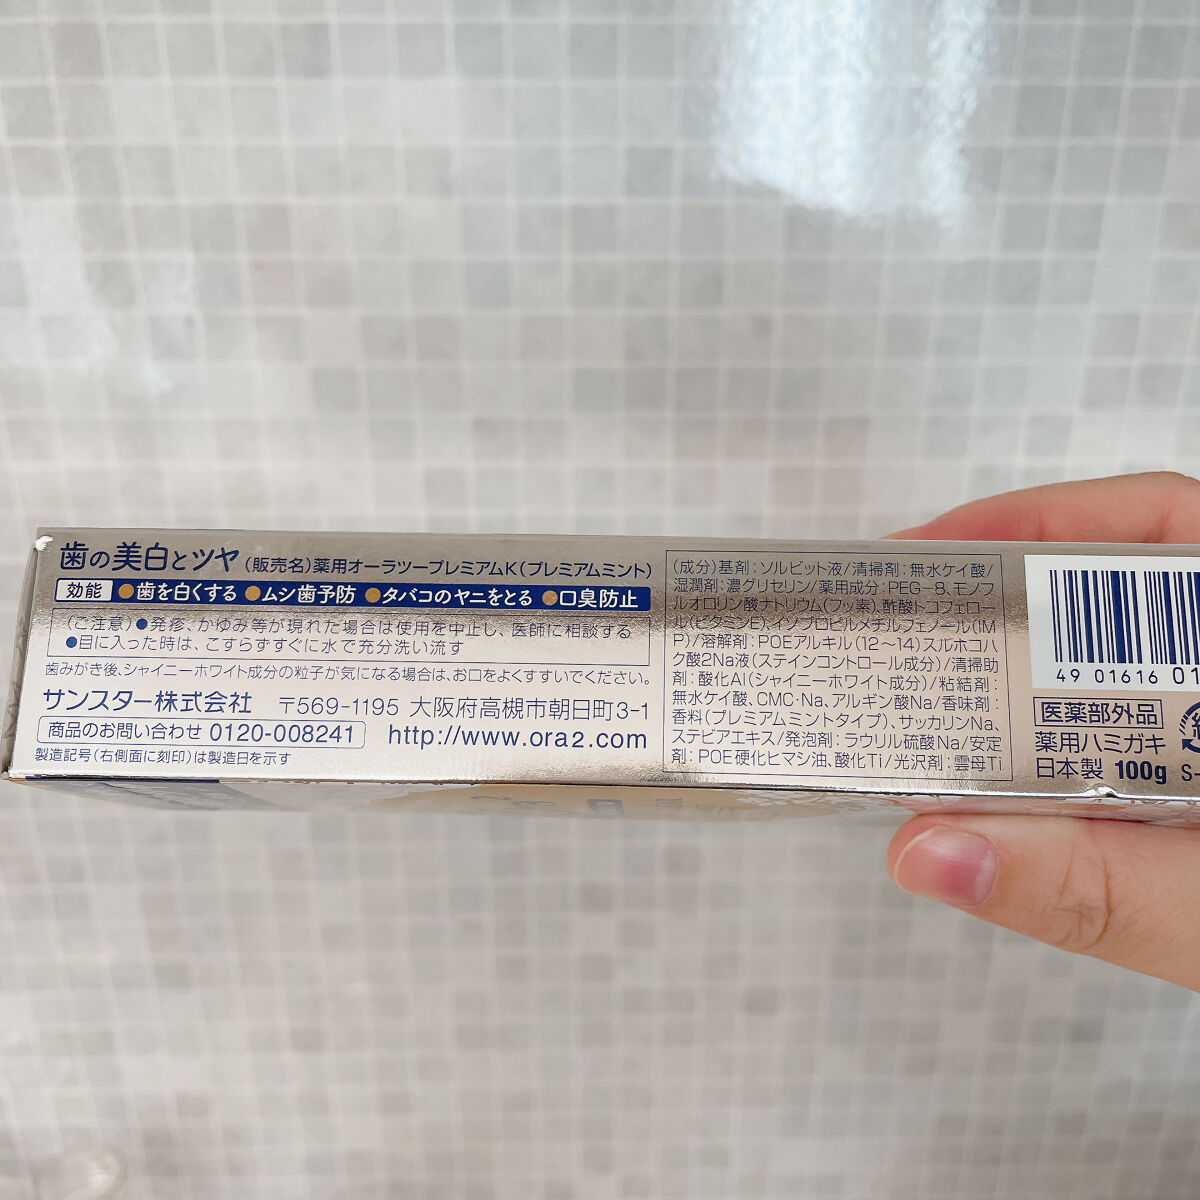 歯の美白とツヤ (販売名)薬用オーラツープレミアムK(プレミアムミント)
効能 ●歯を白くする ●ムシ歯予防 ●タバコのヤニをとる ●口臭防止
(ご注意)●発疹、かゆみ等が現れた場合は使用を中止し、医師に相談する
●目に入った時は、こすらずすぐに水で充分洗い流す
歯みがき後、シャイニーホワイト成分の粒子が気になる場合は、お口をよくすすいでください。
サンスター株式会社 〒569-1195 大阪府高槻市朝日町3-1
商品のお問い合わせ 0120-008241 http://www.ora2.com
製造記号(右側面に刻印)は製造日を示す
(成分)基剤:ソルビット液/清掃剤:無水ケイ酸/
湿潤剤:濃グリセリン/薬用成分:PEG-8、モノフ
ルオロリン酸ナトリウム(フッ素)、酢酸トコフェロー
ル(ビタミンE)、イソプロピルメチルフェノール(IM
P)/溶解剤:POEアルキル(12〜14)スルホコハ
ク酸2Na液(ステインコントロール成分)/清掃助
剤:酸化Al(シャイニーホワイト成分)/粘結剤:
無水ケイ酸、CMC・Na、アルギン酸Na/香味剤:
香料(プレミアムミントタイプ)、サッカリンNa、
ステビアエキス/発泡剤:ラウリル硫酸Na/安定
剤:POE硬化ヒマシ油、酸化Ti/光沢剤:雲母Ti
49 01616 01
医薬部外品
薬用ハミガキ
日本製 100g S-